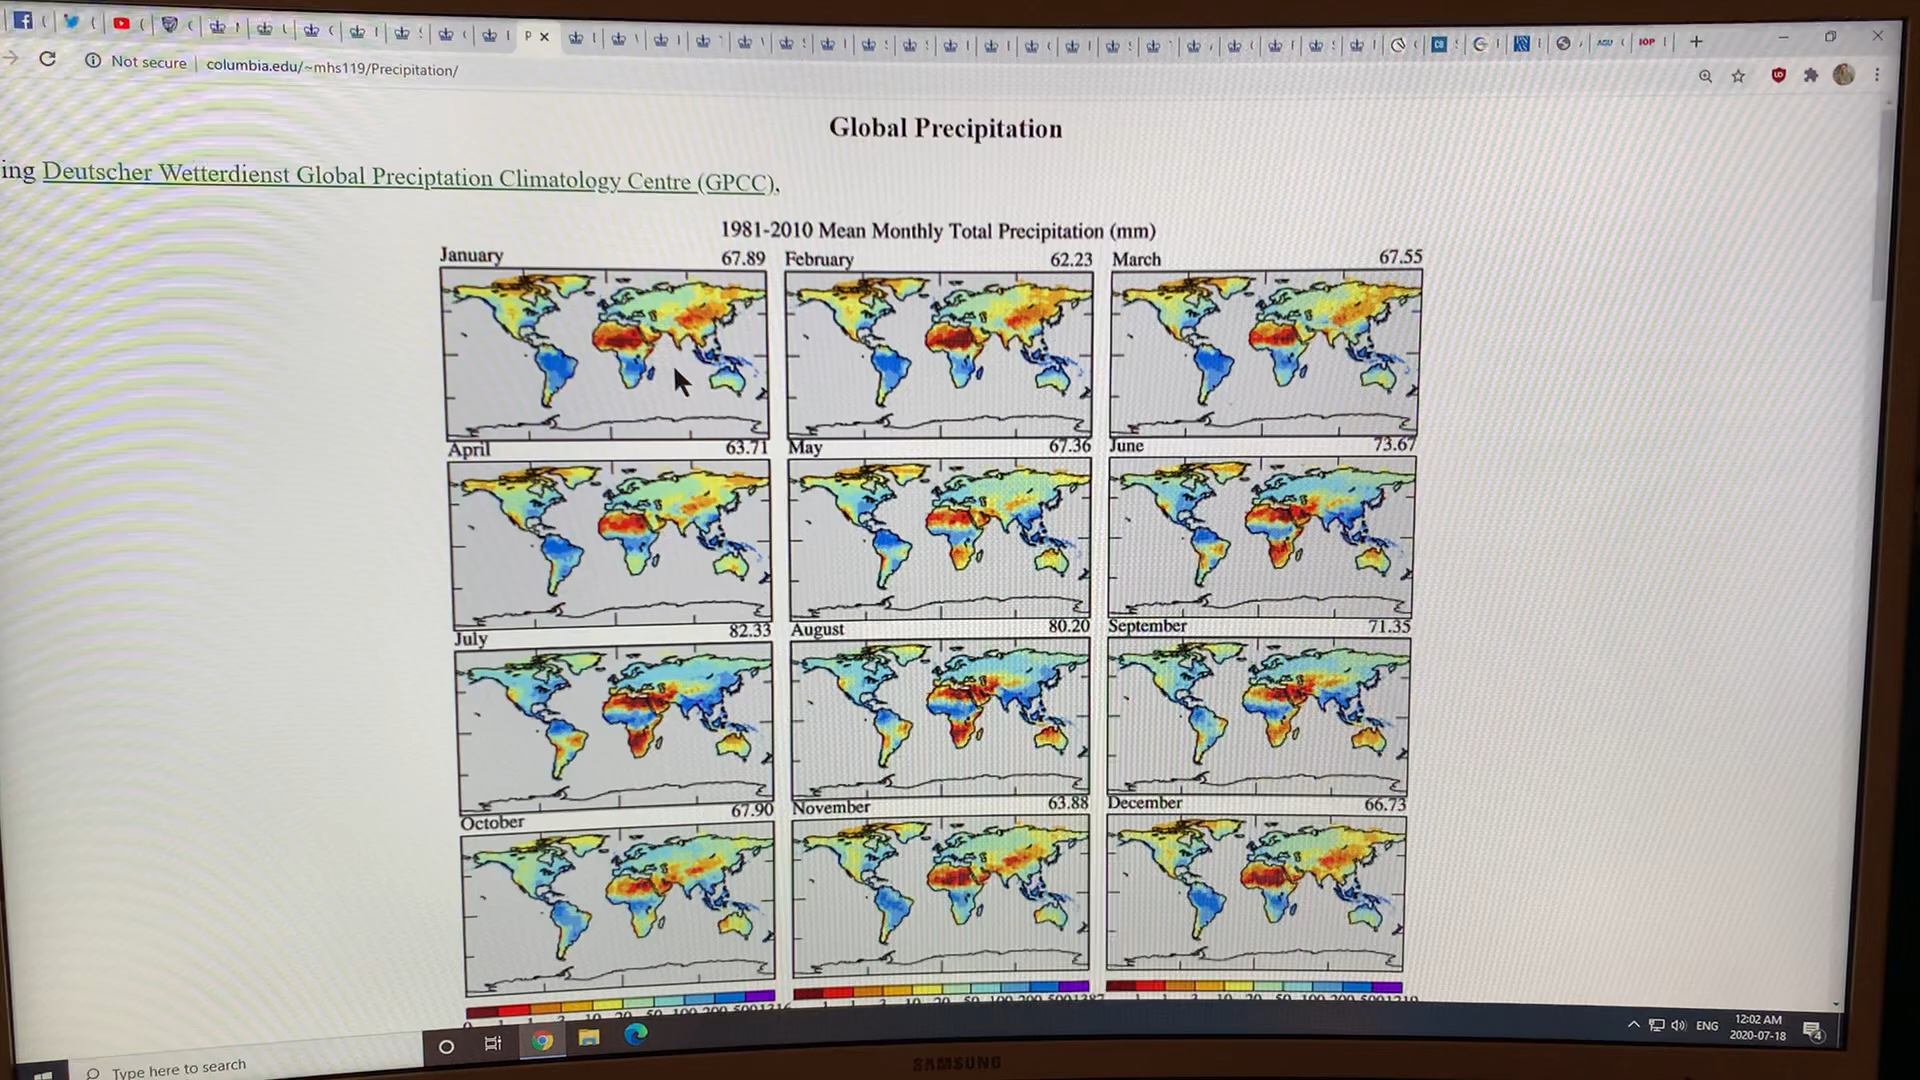 Not secure | columbia.edu/~mhs119/Precipitation/
Global Precipitation
ing Deutscher Wetterdienst Global Preciptation Climatology Centre (GPCC),
1981-2010 Mean Monthly Total Precipitation (mm)
January 67.89 February 62.23 March 67.55
April 63.71 May 67.36 June 73.67
July 82.33 August 80.20 September 71.35
October 67.90 November 63.88 December 66.73
12:02 AM
ENG
2020-07-18
4
Type here to search
SAMSUNG